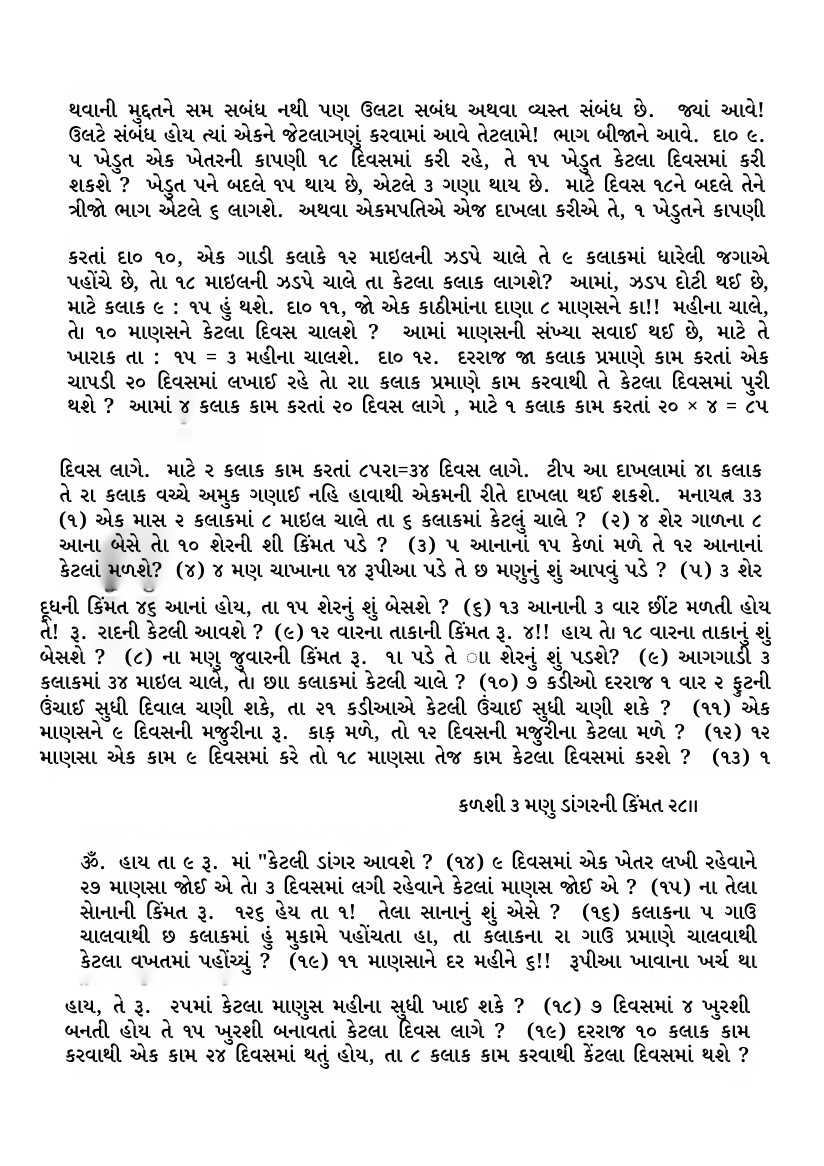 થવાની મુદ્દતને સમ સબંધ નથી પણ ઉલટા સબંધ અથવા વ્યસ્ત સંબંધ છે. જ્યાં આવે!
ઉલટે સંબંધ હોય ત્યાં એકને જેટલાઞણું કરવામાં આવે તેટલામે! ભાગ બીજાને આવે. દા૦ ૯.
૫ ખેડુત એક ખેતરની કાપણી ૧૮ દિવસમાં કરી રહે, તે ૧૫ ખેડુત કેટલા દિવસમાં કરી
શકશે ? ખેડુત ૫ને બદલે ૧૫ થાય છે, એટલે ૩ ગણા થાય છે. માટે દિવસ ૧૮ને બદલે તેને
ત્રીજો ભાગ એટલે ૬ લાગશે. અથવા એકમપતિએ એજ દાખલા કરીએ તે, ૧ ખેડુતને કાપણી
કરતાં દા૦ ૧૦, એક ગાડી કલાકે ૧૨ માઇલની ઝડપે ચાલે તે ૯ કલાકમાં ધારેલી જગાએ
પહોંચે છે, તેા ૧૮ માઇલની ઝડપે ચાલે તા કેટલા કલાક લાગશે? આમાં, ઝડપ દોટી થઈ છે,
માટે કલાક ૯ : ૧૫ હું થશે. દા૦ ૧૧, જો એક કાઠીમાંના દાણા ૮ માણસને કા!! મહીના ચાલે,
તેા ૧૦ માણસને કેટલા દિવસ ચાલશે ? આમાં માણસની સંખ્યા સવાઈ થઈ છે, માટે તે
ખારાક તા : ૧૫ = ૩ મહીના ચાલશે. દા૦ ૧૨. દરરાજ જા કલાક પ્રમાણે કામ કરતાં એક
ચાપડી ૨૦ દિવસમાં લખાઈ રહે તેા રાા કલાક પ્રમાણે કામ કરવાથી તે કેટલા દિવસમાં પુરી
થશે ? આમાં ૪ કલાક કામ કરતાં ૨૦ દિવસ લાગે , માટે ૧ કલાક કામ કરતાં ૨૦ × ૪ = ૮૫
દિવસ લાગે. માટે ૨ કલાક કામ કરતાં ૮૫રા=૩૪ દિવસ લાગે. ટીપ આ દાખલામાં ૪ા કલાક
તે રા કલાક વચ્ચે અમુક ગણાઈ નહિ હાવાથી એકમની રીતે દાખલા થઈ શકશે. મનાયત્ન ૩૩
(૧) એક માસ ૨ કલાકમાં ૮ માઇલ ચાલે તા ૬ કલાકમાં કેટલું ચાલે ? (૨) ૪ શેર ગાળના ૮
આના બેસે તેા ૧૦ શેરની શી કિંમત પડે ? (૩) ૫ આનાનાં ૧૫ કેળાં મળે તે ૧૨ આનાનાં
કેટલાં મળશે? (૪) ૪ મણ ચાખાના ૧૪ રૂપીઆ પડે તે છ મણુનું શું આપવું પડે ? (૫) ૩ શેર
દૂધની કિંમત ૪૬ આનાં હોય, તા ૧૫ શેરનું શું બેસશે ? (૬) ૧૩ આનાની ૩ વાર છીંટ મળતી હોય
તે! રૂ. રાદની કેટલી આવશે ? (૯) ૧૨ વારના તાકાની કિંમત રૂ. ૪!! હાય તેા ૧૮ વારના તાકાનું શું
બેસશે ? (૮) ના મણુ જુવારની કિંમત રૂ. ૧ા પડે તે ાા શેરનું શું પડશે? (૯) આગગાડી ૩
કલાકમાં ૩૪ માઇલ ચાલે, તેા છાા કલાકમાં કેટલી ચાલે ? (૧૦) ૭ કડીઓ દરરાજ ૧ વાર ૨ ફુટની
ઉંચાઈ સુધી દિવાલ ચણી શકે, તા ૨૧ કડીઆએ કેટલી ઉંચાઈ સુધી ચણી શકે ? (૧૧) એક
માણસને ૯ દિવસની મજુરીના રૂ. કાક઼ મળે, તો ૧૨ દિવસની મજુરીના કેટલા મળે ? (૧૨) ૧૨
માણસા એક કામ ૯ દિવસમાં કરે તો ૧૮ માણસા તેજ કામ કેટલા દિવસમાં કરશે ? (૧૩) ૧
કળશી ૩ મણુ ડાંગરની કિંમત ૨૮ાા
ૐ. હાય તા ૯ રૂ. માં "કેટલી ડાંગર આવશે ? (૧૪) ૯ દિવસમાં એક ખેતર લખી રહેવાને
૨૭ માણસા જોઈ એ તેા ૩ દિવસમાં લગી રહેવાને કેટલાં માણસ જોઈ એ ? (૧૫) ના તેલા
સેાનાની કિંમત રૂ. ૧૨૬ હેય તા ૧! તેલા સાનાનું શું એસે ? (૧૬) કલાકના ૫ ગાઉ
ચાલવાથી છ કલાકમાં હું મુકામે પહોંચતા હા, તા કલાકના રા ગાઉ પ્રમાણે ચાલવાથી
કેટલા વખતમાં પહોંચ્યું ? (૧૯) ૧૧ માણસાને દર મહીને ૬!! રૂપીઆ ખાવાના ખર્ચ થા
હાય, તે રૂ. ૨૫માં કેટલા માણુસ મહીના સુધી ખાઈ શકે ? (૧૮) ૭ દિવસમાં ૪ ખુરશી
બનતી હોય તે ૧૫ ખુરશી બનાવતાં કેટલા દિવસ લાગે ? (૧૯) દરરાજ ૧૦ કલાક કામ
કરવાથી એક કામ ૨૪ દિવસમાં થતું હોય, તા ૮ કલાક કામ કરવાથી કેંટલા દિવસમાં થશે ?